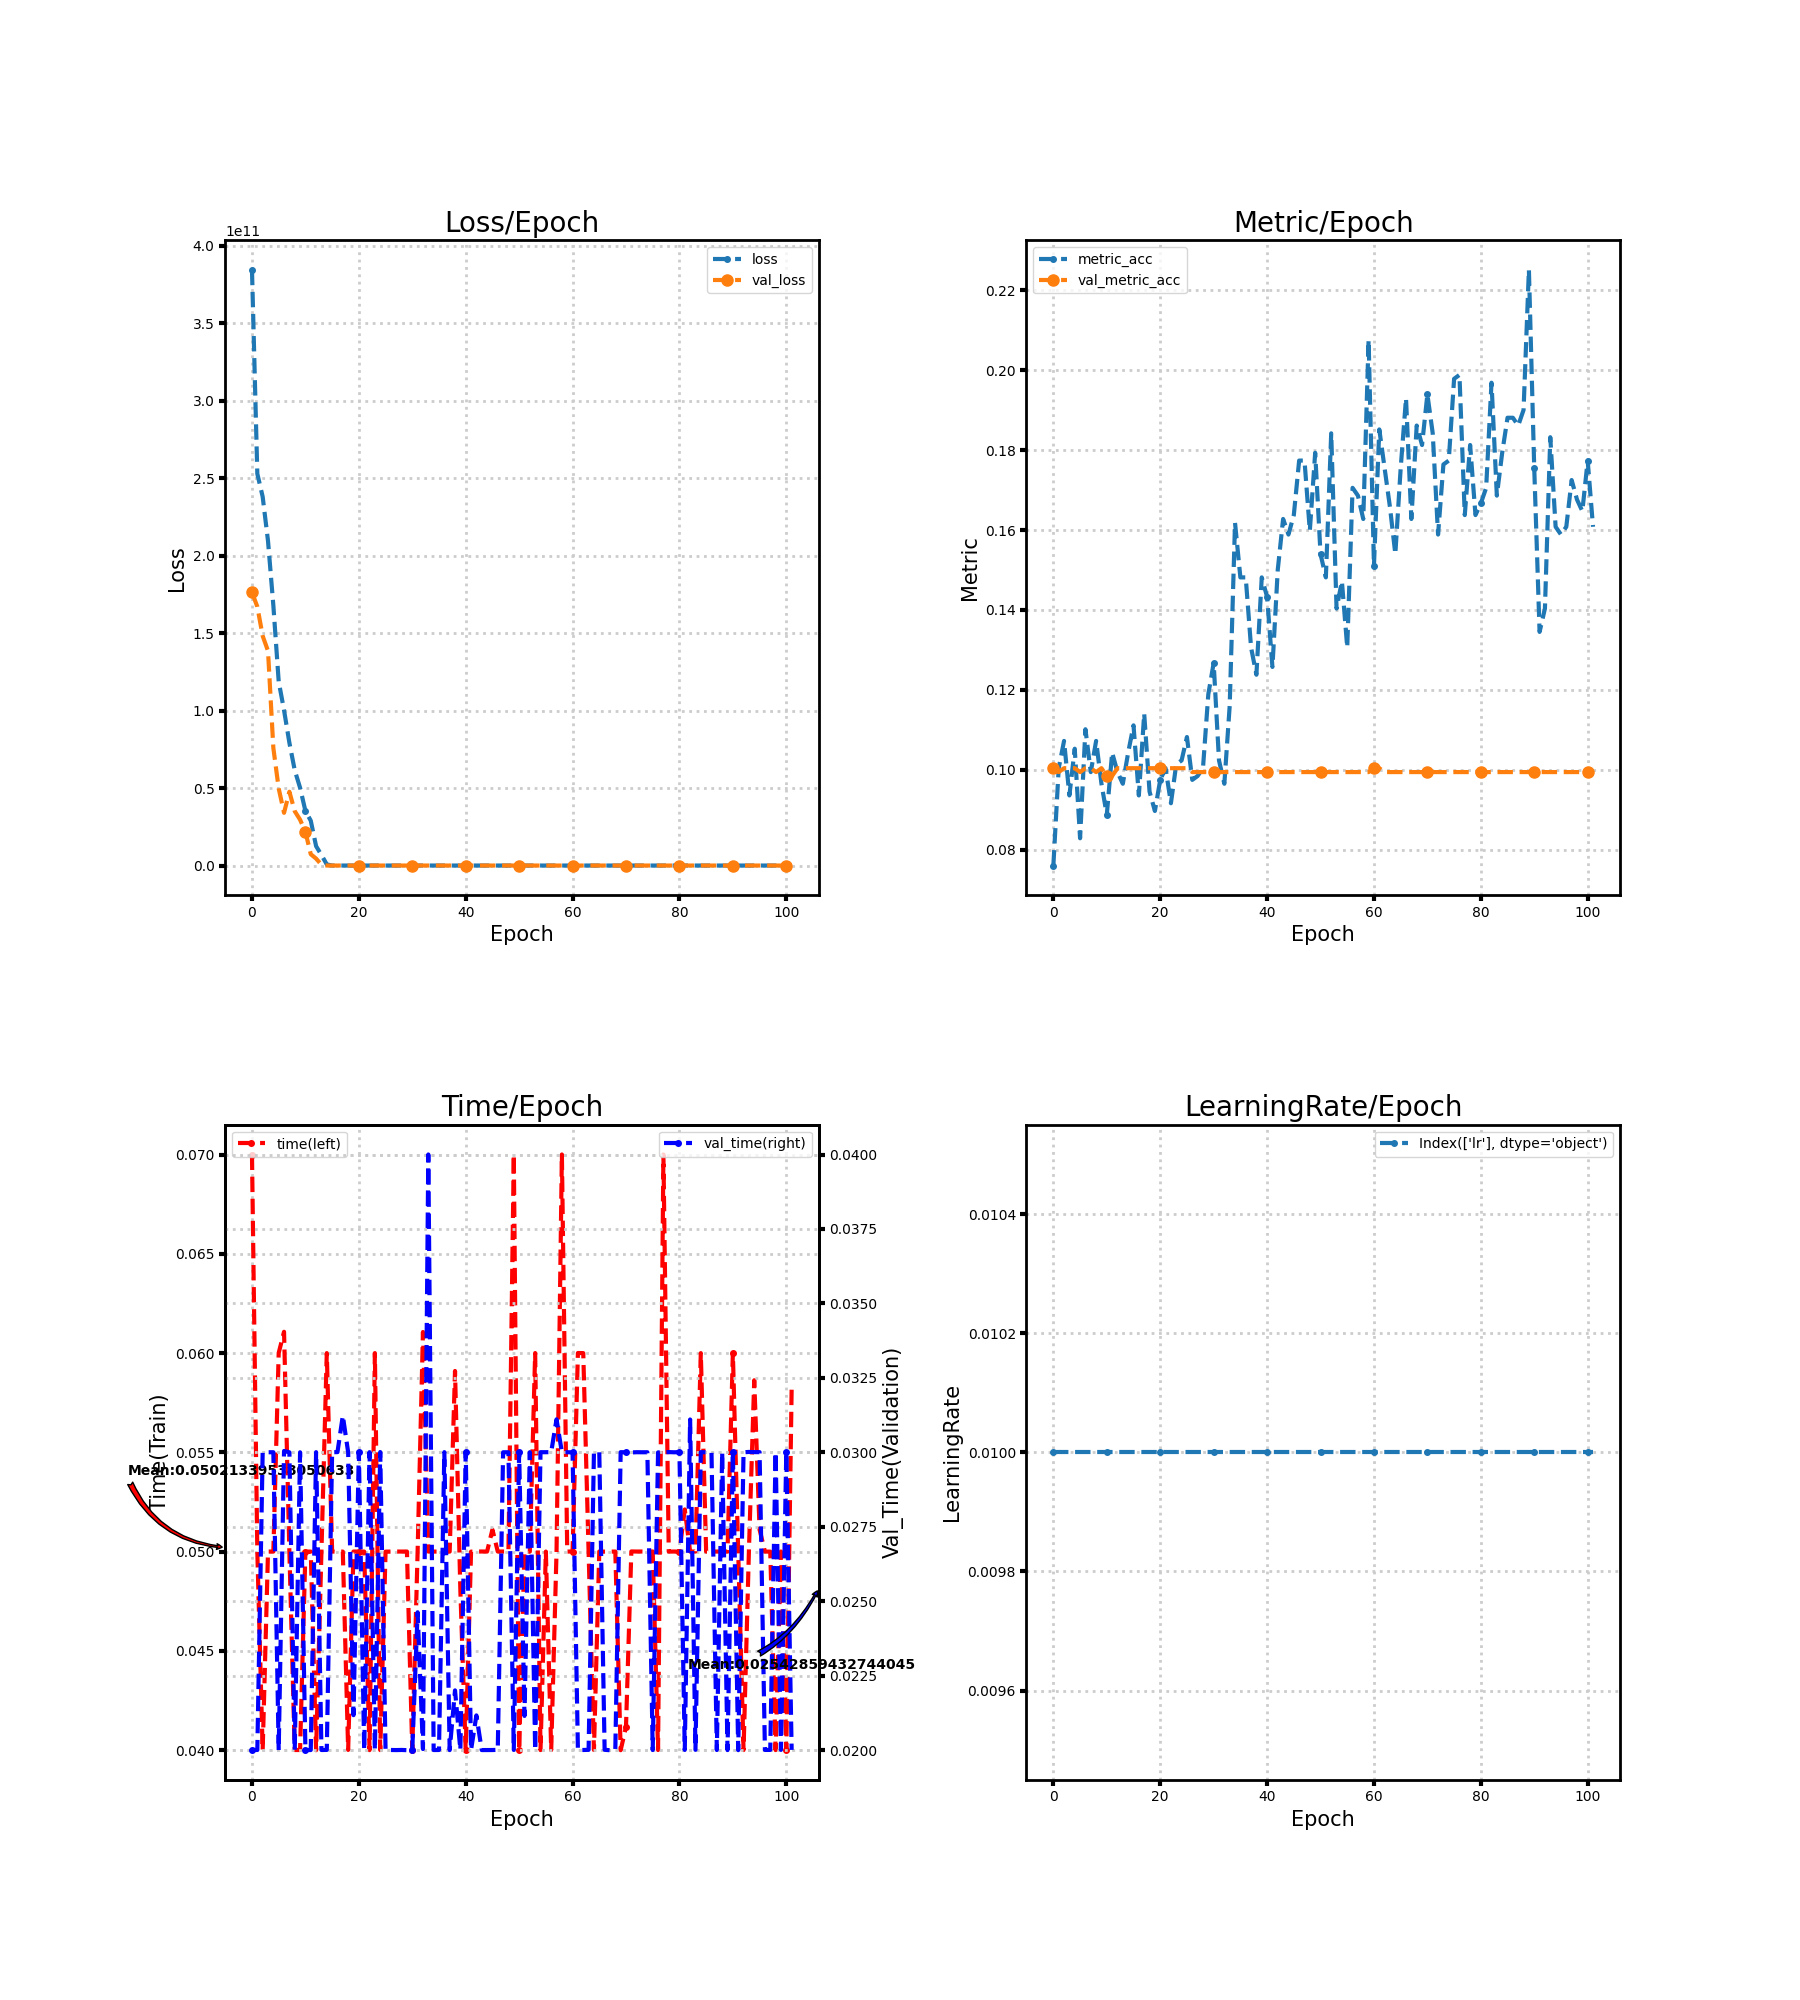 Loss/Epoch
1e11
4.0
3.5
3.0
2.5
2.0
1.5
1.0
0.5
0.0
Loss
loss
val_loss
0 20 40 60 80 100
Epoch
Metric/Epoch
metric_acc
val_metric_acc
0.22
0.20
0.18
0.16
0.14
0.12
0.10
0.08
Metric
0 20 40 60 80 100
Epoch
Time/Epoch
time(left)
val_time(right)
0.070
0.065
0.060
0.055
0.050
0.045
0.040
Time(Train)
0.0400
0.0375
0.0350
0.0325
0.0300
0.0275
0.0250
0.0225
0.0200
Val_Time(Validation)
Mean:0.02542859432744045
0 20 40 60 80 100
Epoch
LearningRate/Epoch
Index(['lr'], dtype='object')
0.0104
0.0102
0.0100
0.0098
0.0096
LearningRate
0 20 40 60 80 100
Epoch